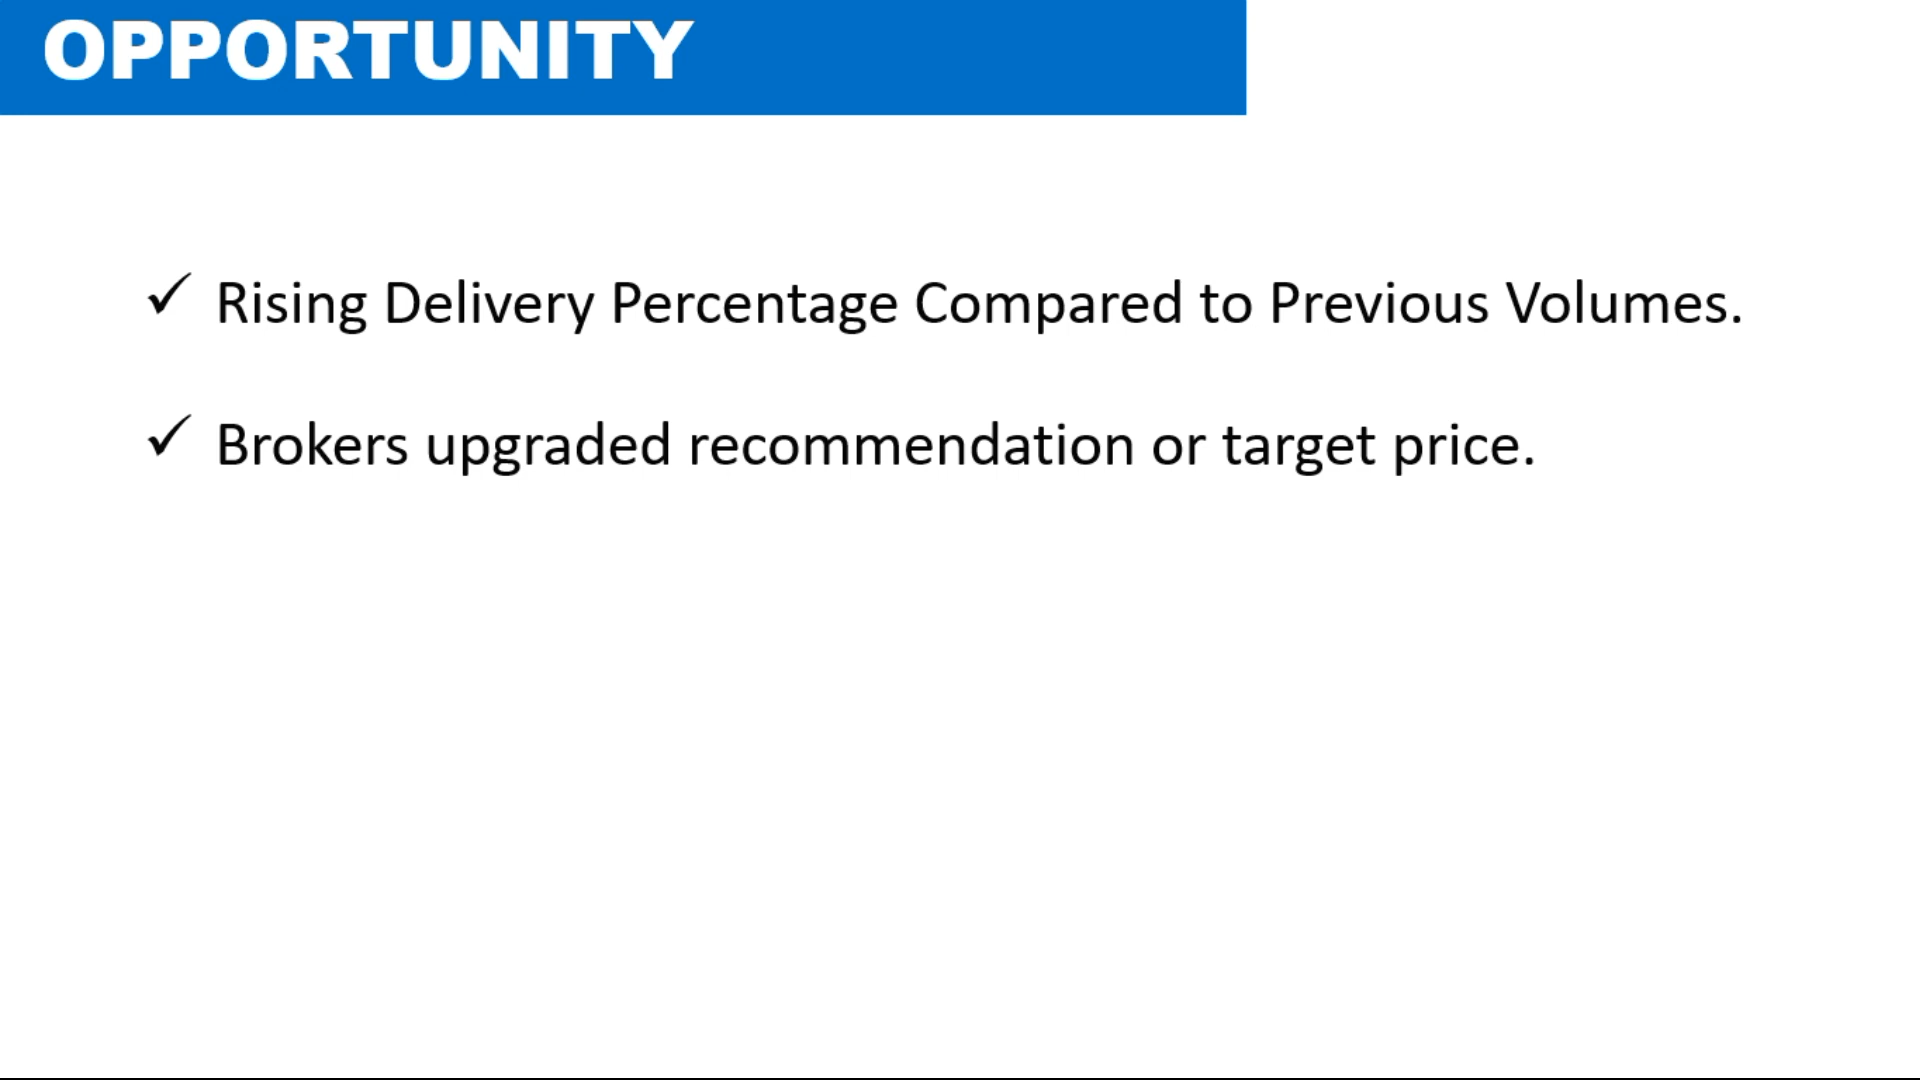 OPPORTUNITY
✓ Rising Delivery Percentage Compared to Previous Volumes.
✓ Brokers upgraded recommendation or target price.